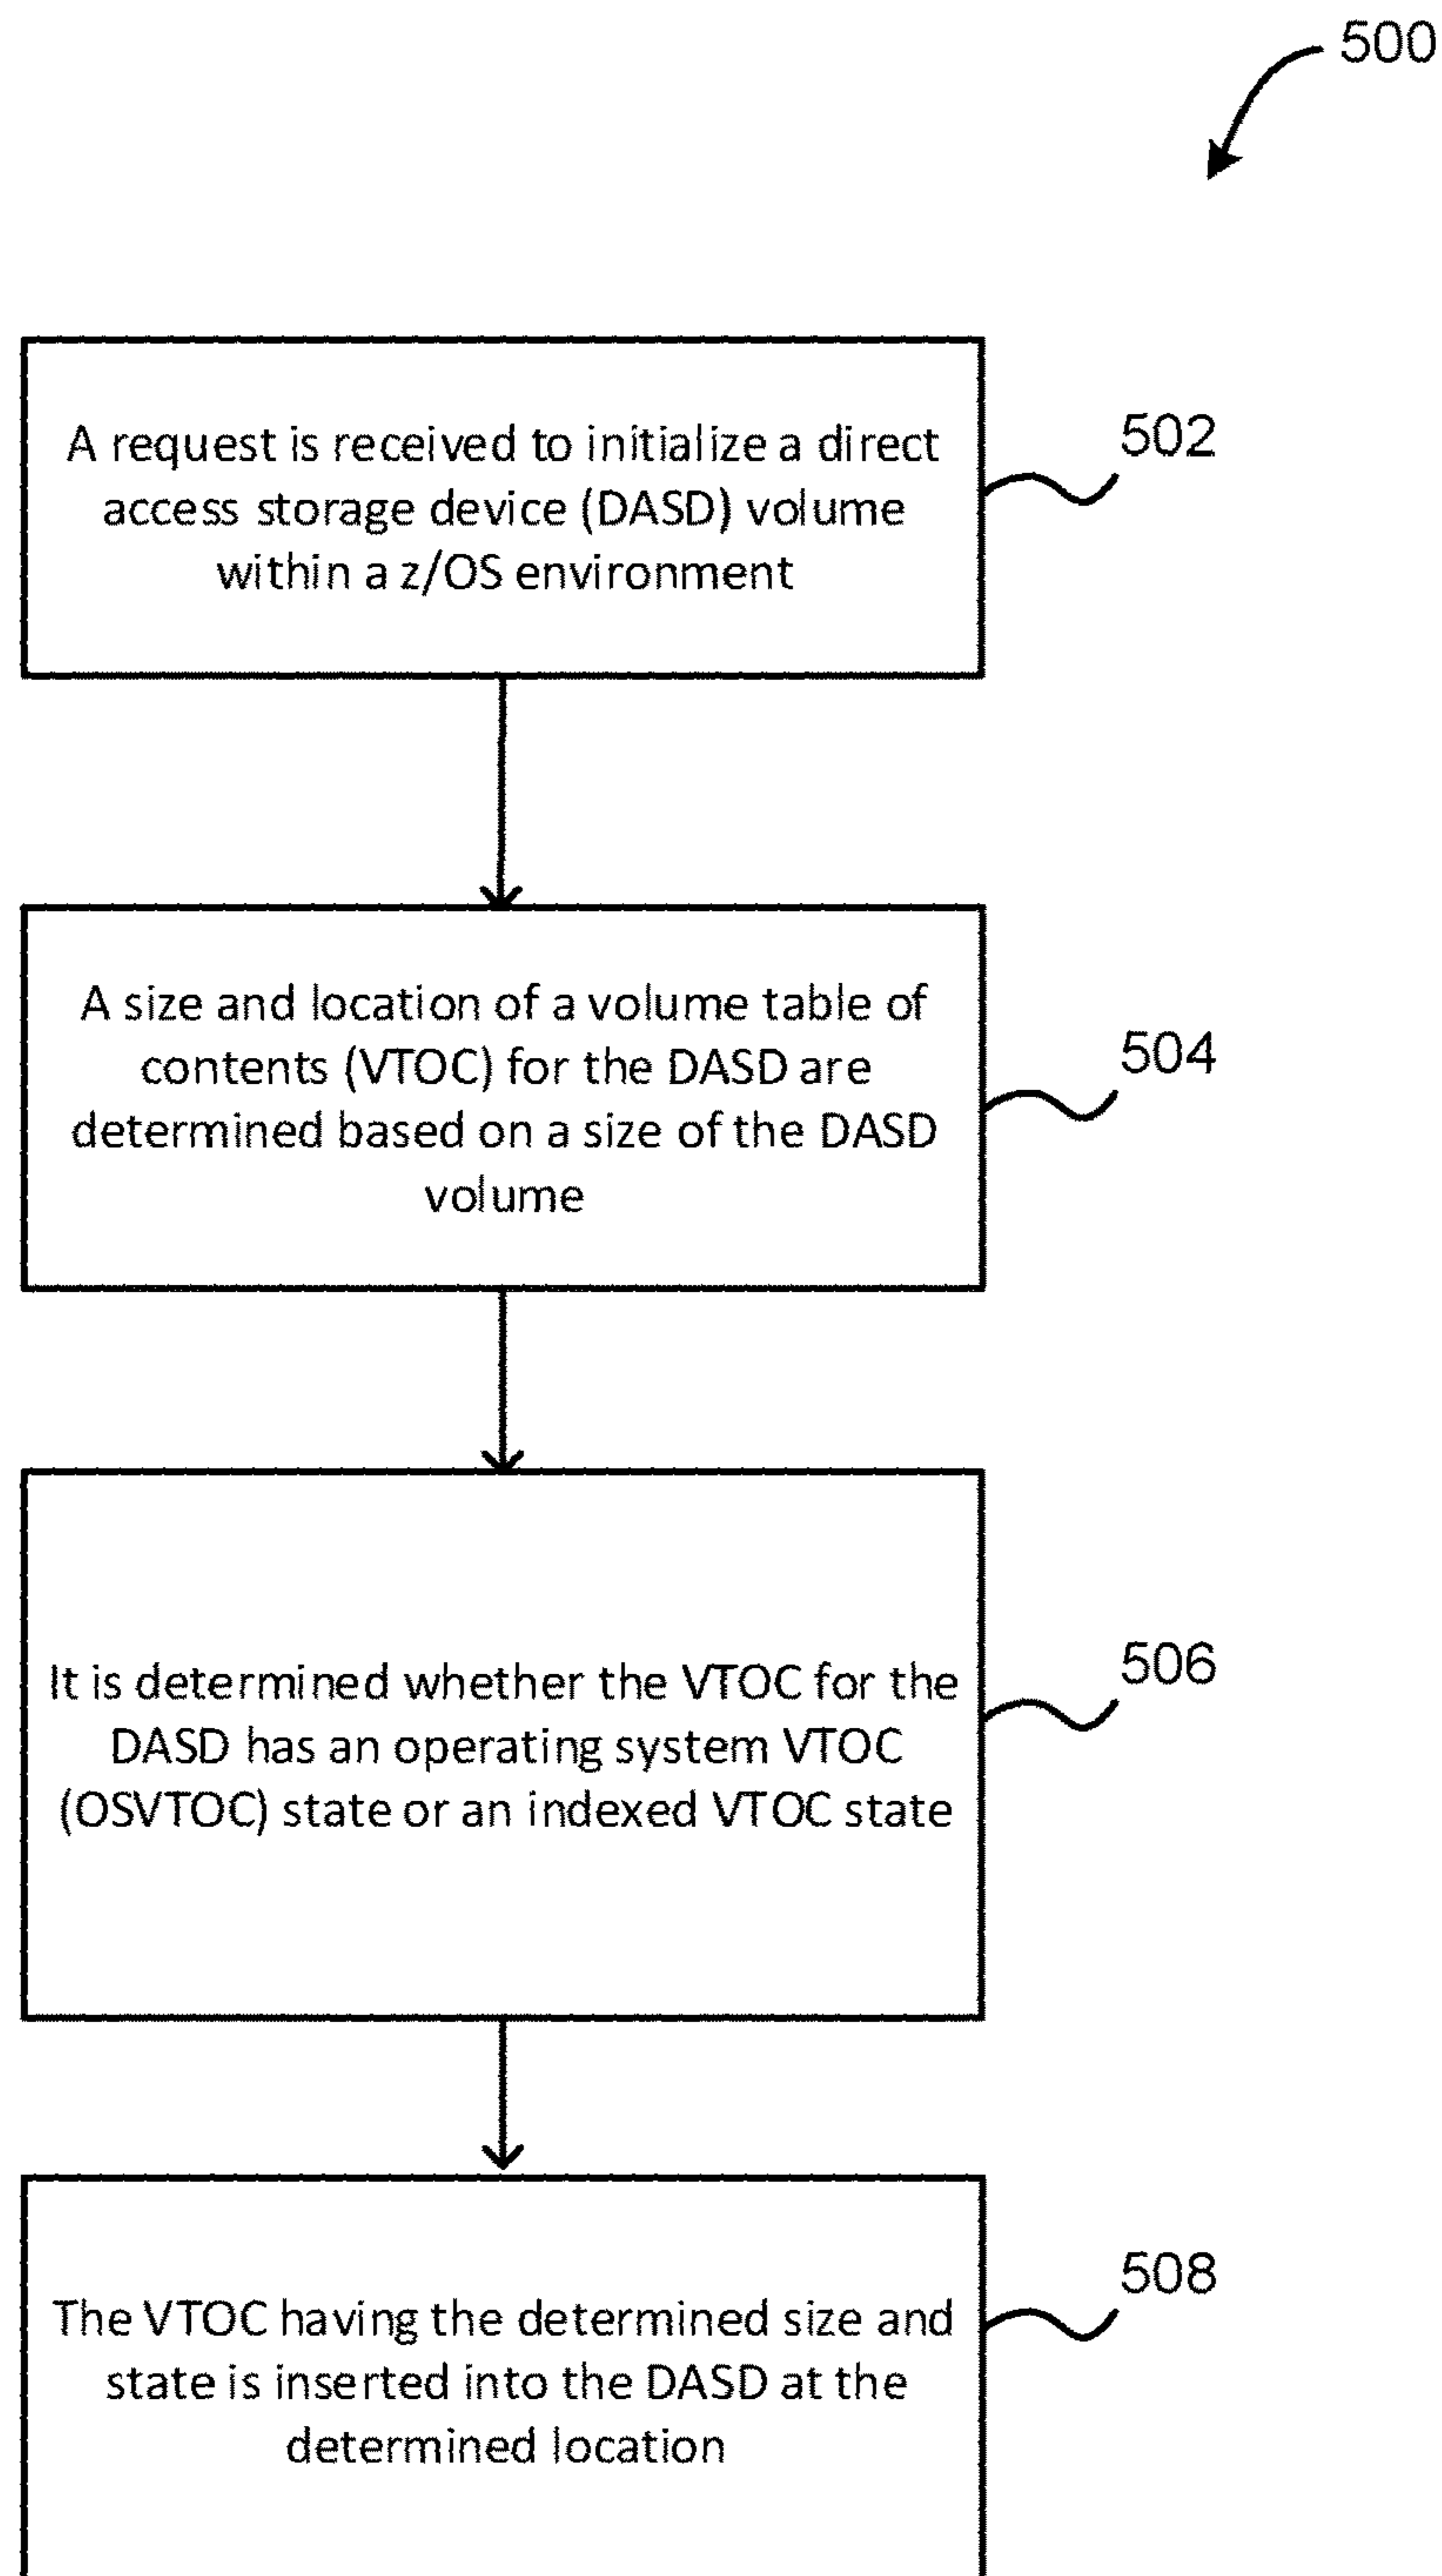 500
A request is received to initialize a direct
access storage device (DASD) volume
within a z/OS environment
502
A size and location of a volume table of
contents (VTOC) for the DASD are
determined based on a size of the DASD
volume
504
It is determined whether the VTOC for the
DASD has an operating system VTOC
(OSVTOC) state or an indexed VTOC state
506
The VTOC having the determined size and
state is inserted into the DASD at the
determined location
508